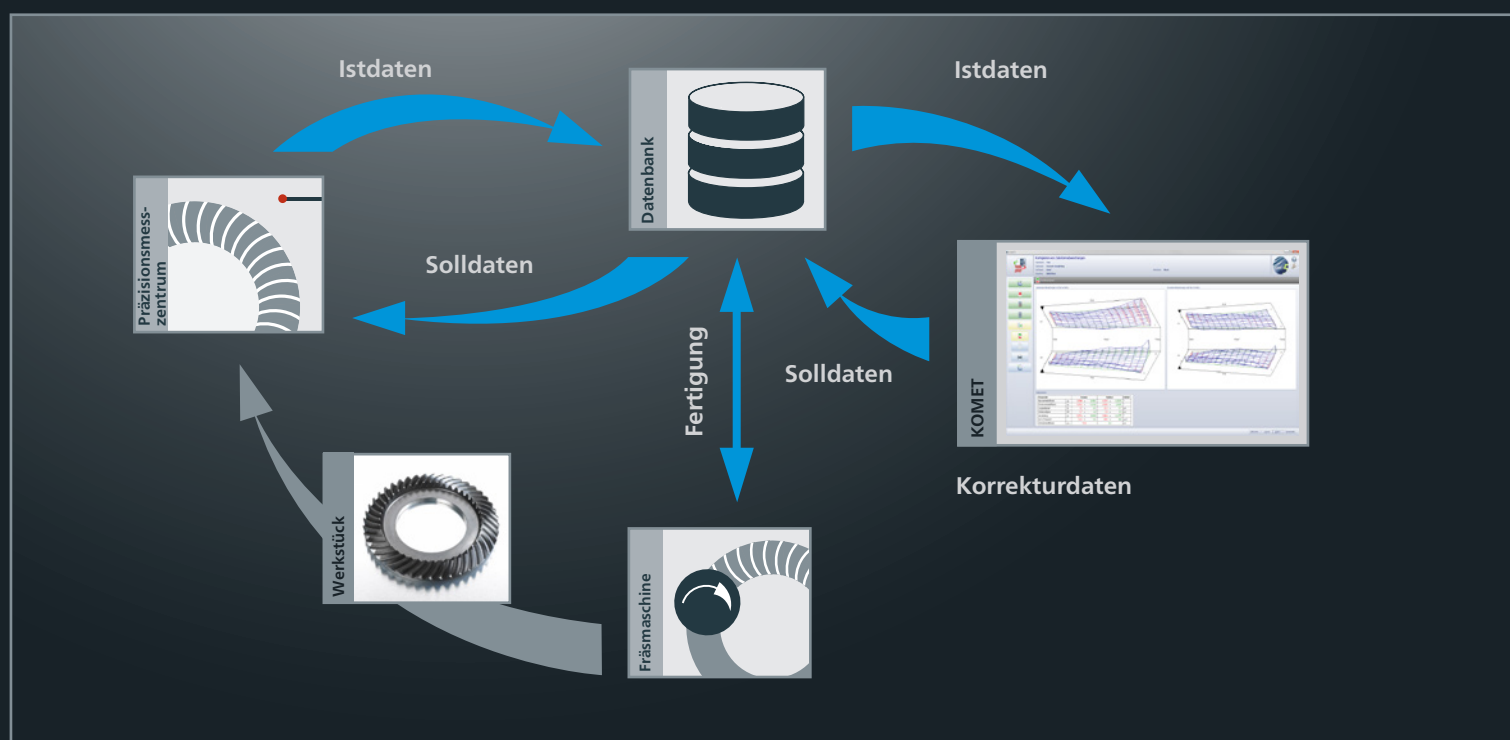 Istdaten
Istdaten
Datenbank
Präzisionsmess-
zentrum
Solldaten
Fertigung
Solldaten
KOMET
Korrekturdaten
Werkstück
Fräsmaschine